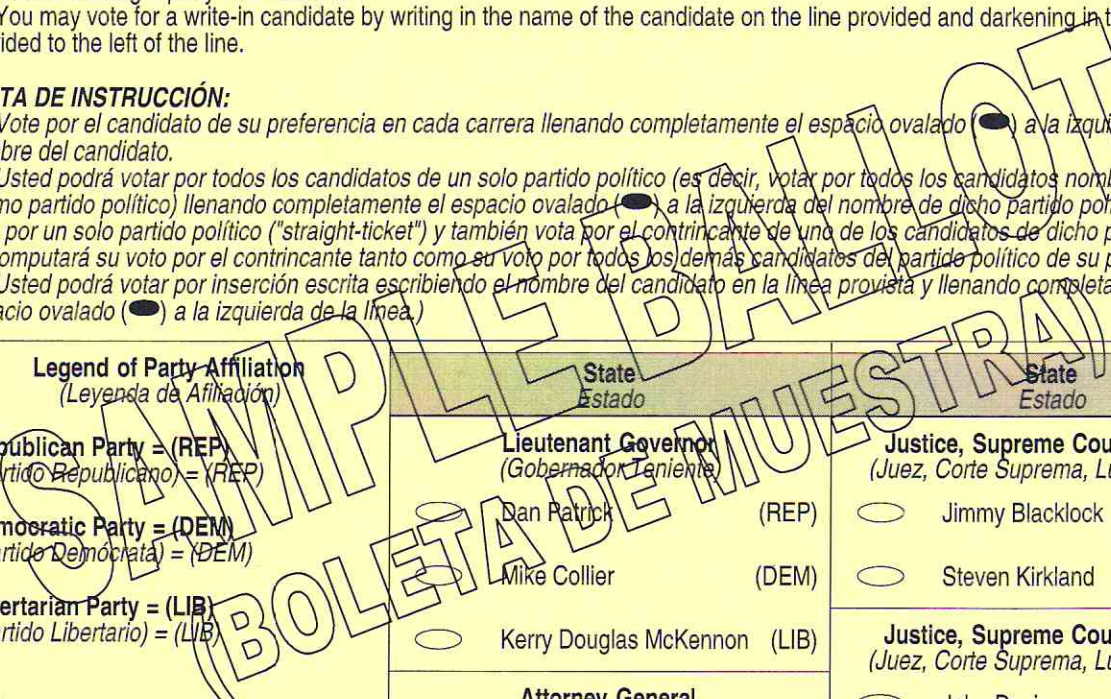 You may vote for a write-in candidate by writing in the name of the candidate on the line provided and darkening in t
ided to the left of the line.
TA DE INSTRUCCIÓN:
Vote por el candidato de su preferencia en cada carrera llenando completamente el espacio ovalado ( ) a la izqui
bre del candidato.
Usted podrá votar por todos los candidatos de un solo partido político (es decir, votar por todos los candidatos nomb
mo partido político) llenando completamente el espacio ovalado ( ) a la izquierda del nombre de dicho partido polí
por un solo partido político ("straight-ticket") y también vota por el contrincante de uno de los candidatos de dicho p
omputará su voto por el contrincante tanto como su voto por todos los demás candidatos del partido político de su p
Usted podrá votar por inserción escrita escribiendo el nombre del candidato en la línea provista y llenando completa
acio ovalado ( ) a la izquierda de la línea.)
SAMPLE BALLOT
(BOLETA DE MUESTRA)
Legend of Party Affiliation
(Leyenda de Afiliación)
publican Party = (REP)
rtido Republicano) = (REP)
mocratic Party = (DEM)
artido Demócrata) = (DEM)
ertarian Party = (LIB)
rtido Libertario) = (LIB)
State
Estado
Lieutenant Governor
(Gobernador Teniente)
Dan Patrick (REP)
Mike Collier (DEM)
Kerry Douglas McKennon (LIB)
Attorney General
State
Estado
Justice, Supreme Cou
(Juez, Corte Suprema, Lu
Jimmy Blacklock
Steven Kirkland
Justice, Supreme Cou
(Juez, Corte Suprema, Lu